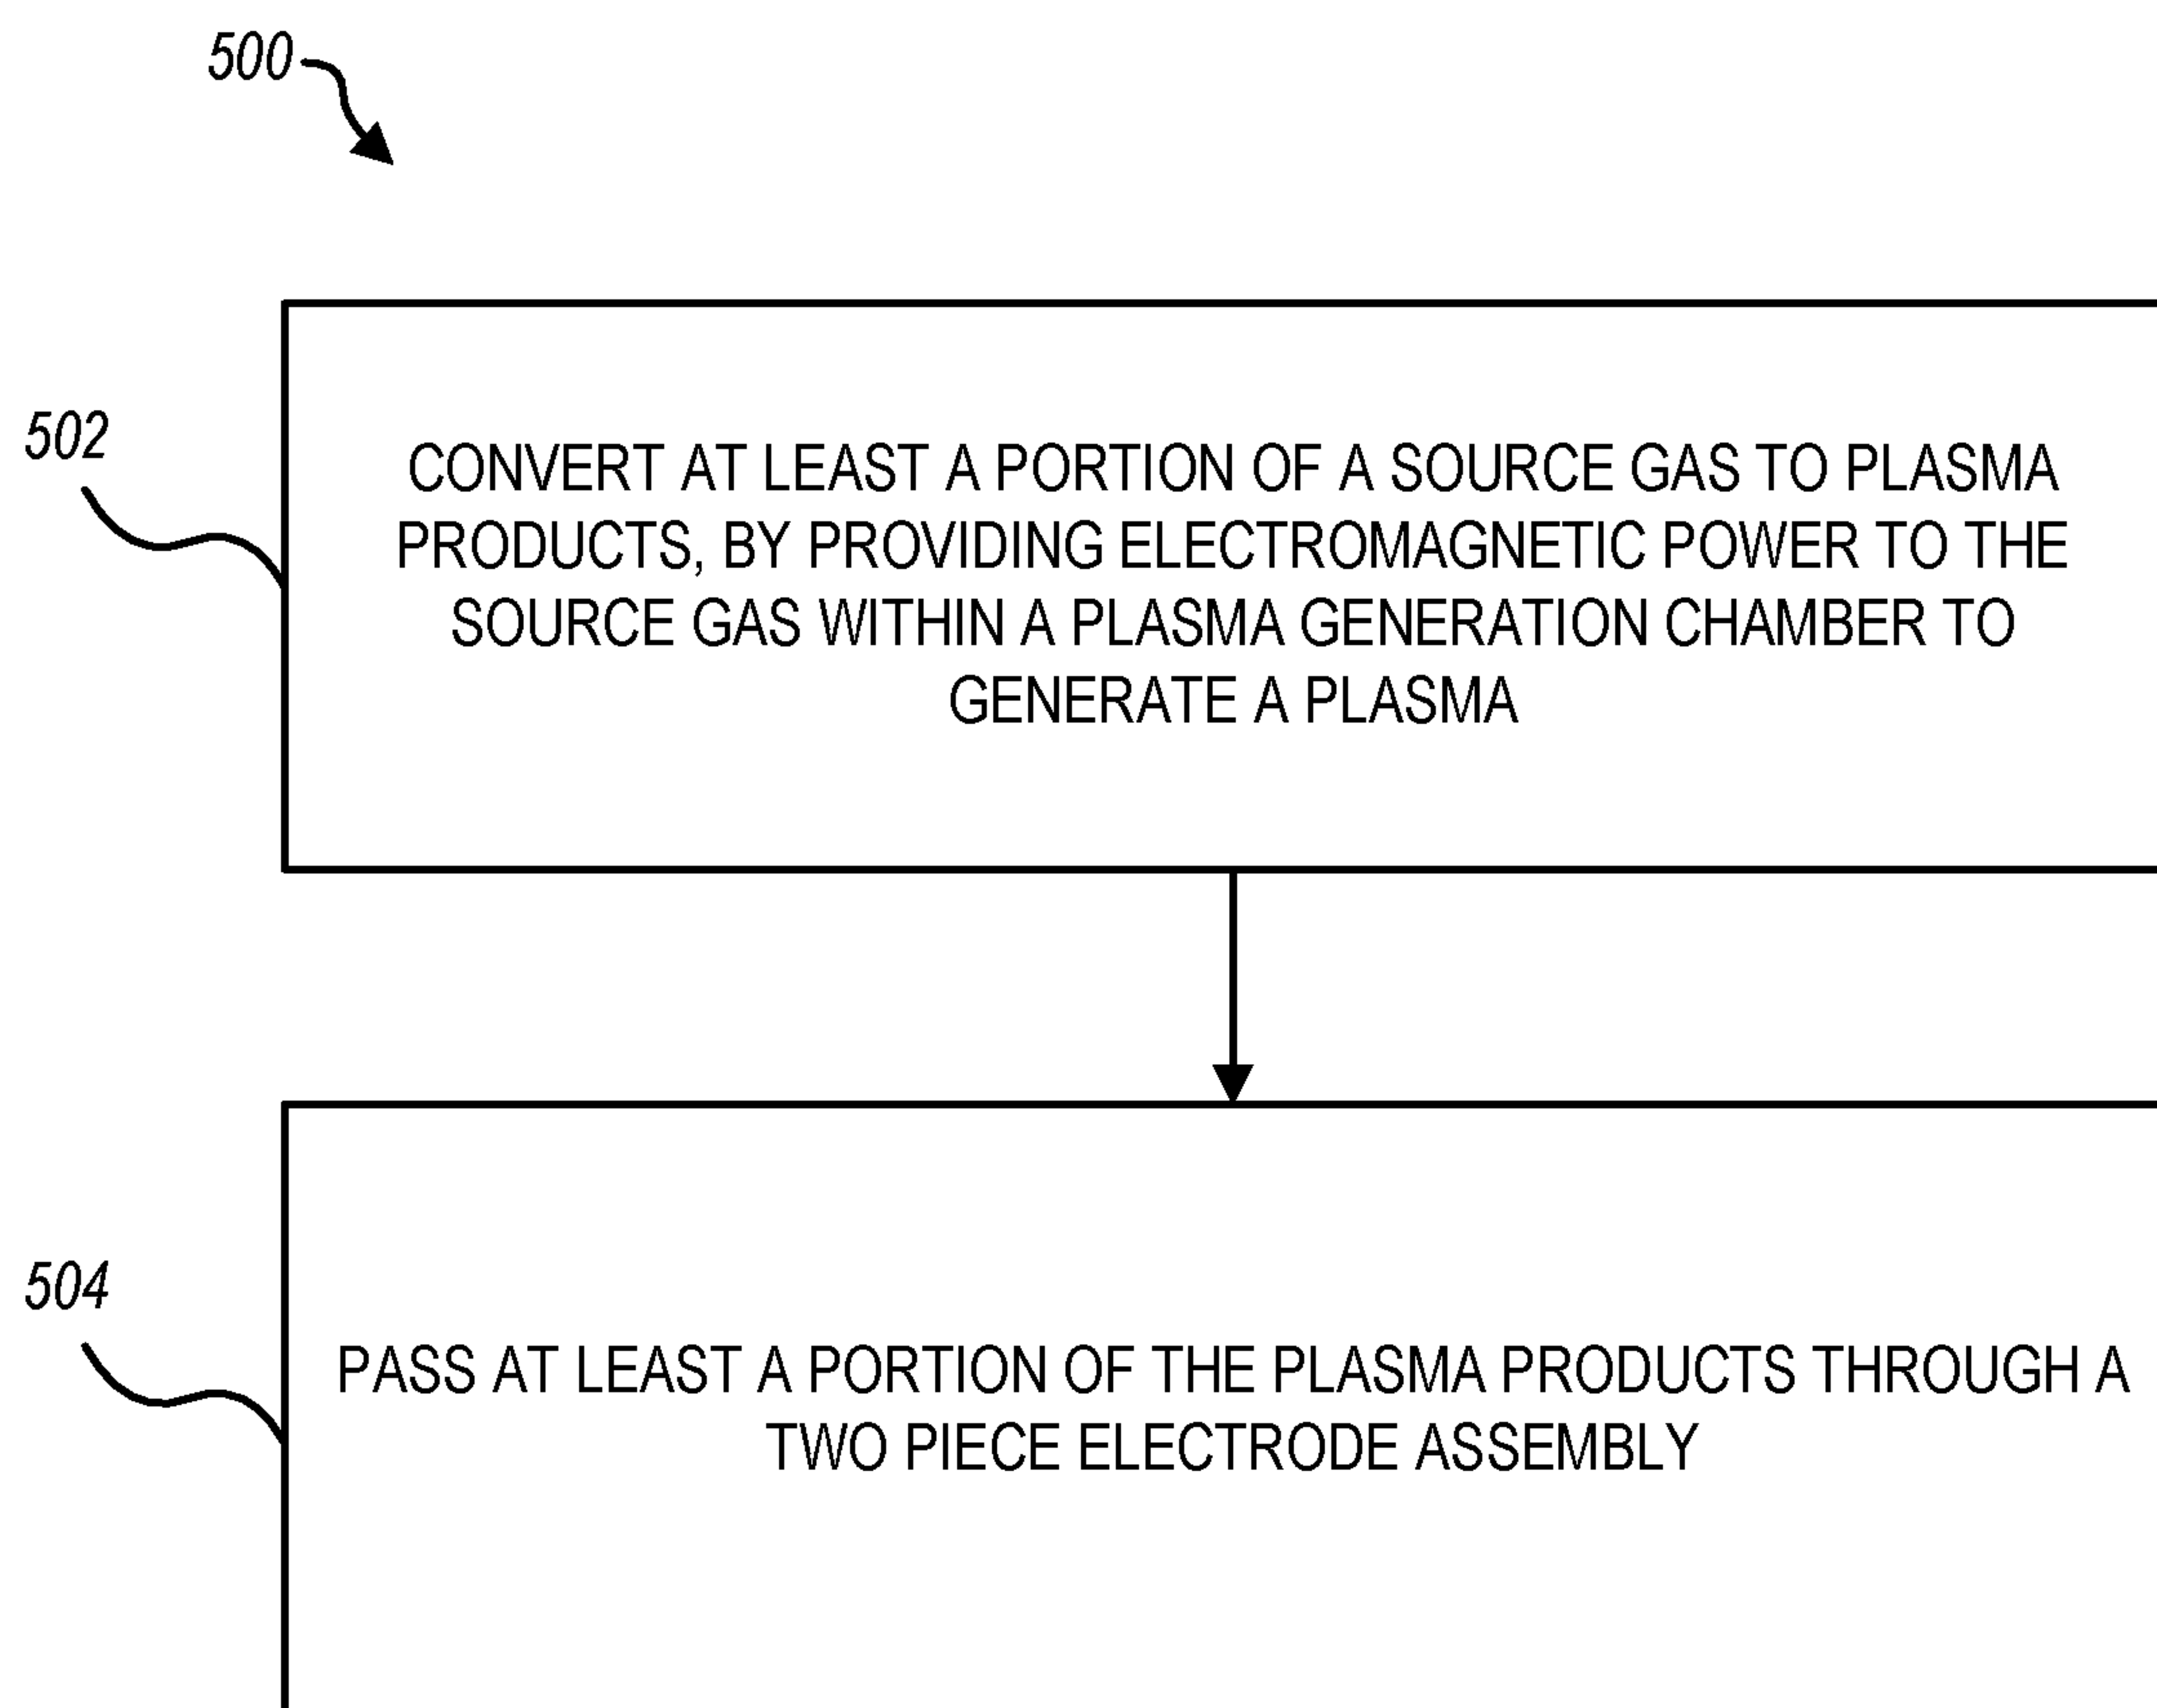 500
502
CONVERT AT LEAST A PORTION OF A SOURCE GAS TO PLASMA
PRODUCTS, BY PROVIDING ELECTROMAGNETIC POWER TO THE
SOURCE GAS WITHIN A PLASMA GENERATION CHAMBER TO
GENERATE A PLASMA
504
PASS AT LEAST A PORTION OF THE PLASMA PRODUCTS THROUGH A
TWO PIECE ELECTRODE ASSEMBLY